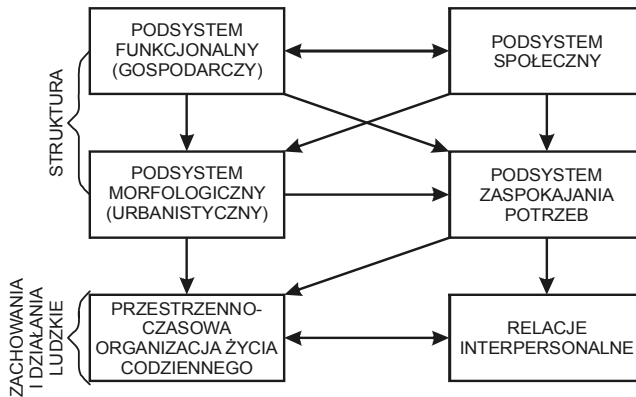 PODSYSTEM
FUNKCJONALNY
(GOSPODARCZY)
PODSYSTEM
SPOŁECZNY
STRUKTURA
PODSYSTEM
MORFOLOGICZNY
(URBANISTYCZNY)
PODSYSTEM
ZASPOKAJANIA
POTRZEB
ZACHOWANIA
I DZIAŁANIA
LUDZKIE
PRZESTRZENNO-
CZASOWA
ORGANIZACJA ŻYCIA
CODZIENNEGO
RELACJE
INTERPERSONALNE